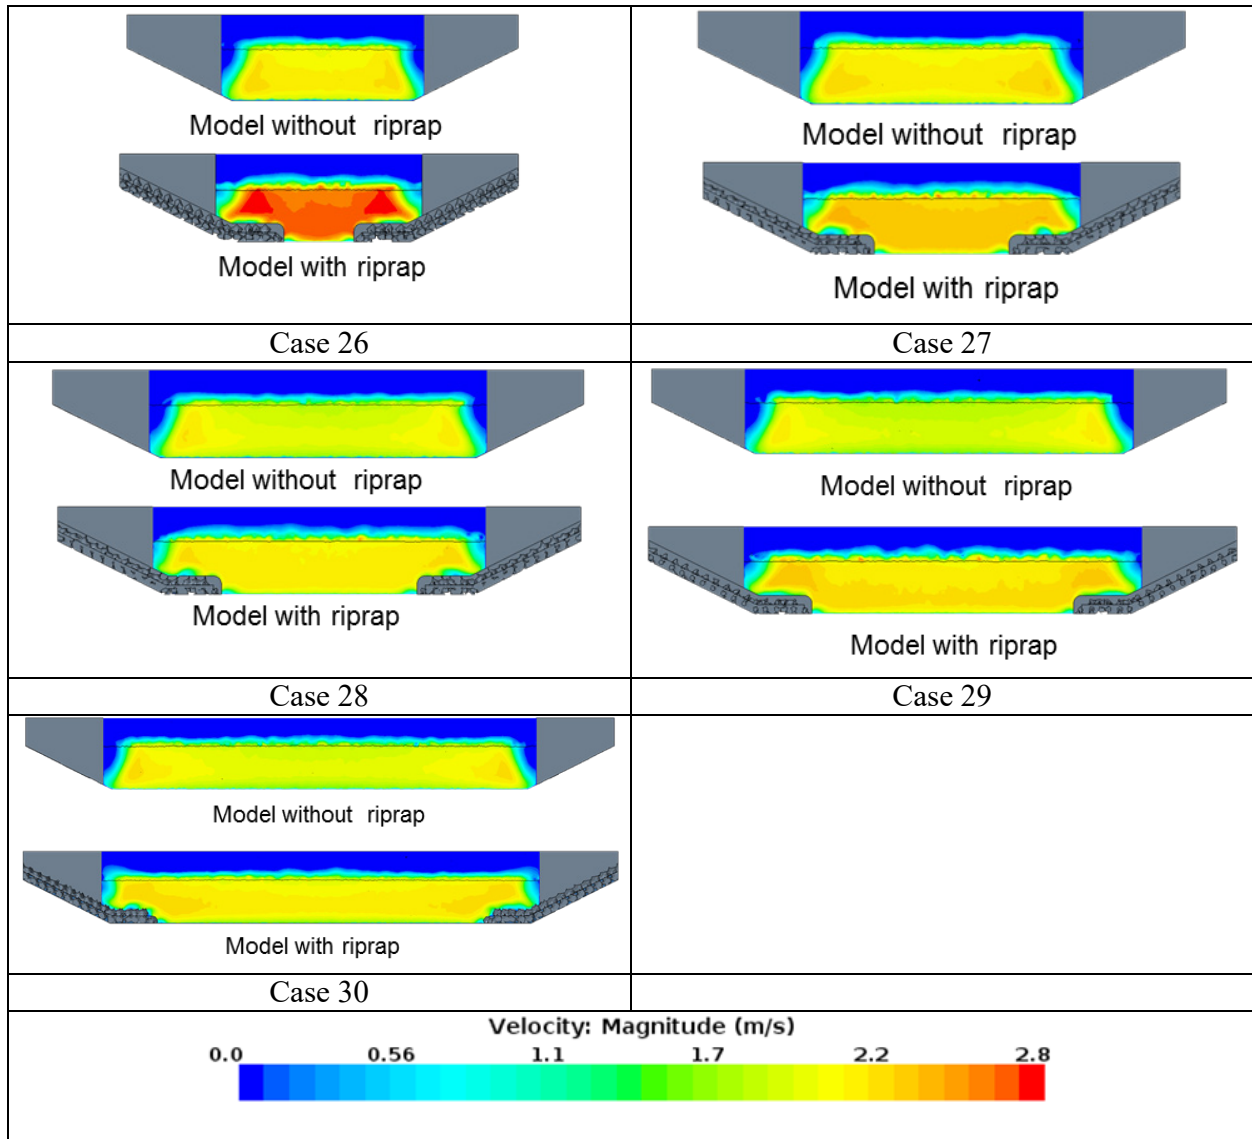 Model without riprap
Model with riprap
Model without riprap
Model with riprap
Case 26
Case 27
Model without riprap
Model with riprap
Model without riprap
Model with riprap
Case 28
Case 29
Model without riprap
Model with riprap
Case 30
Velocity: Magnitude (m/s)
0.0 0.56 1.1 1.7 2.2 2.8